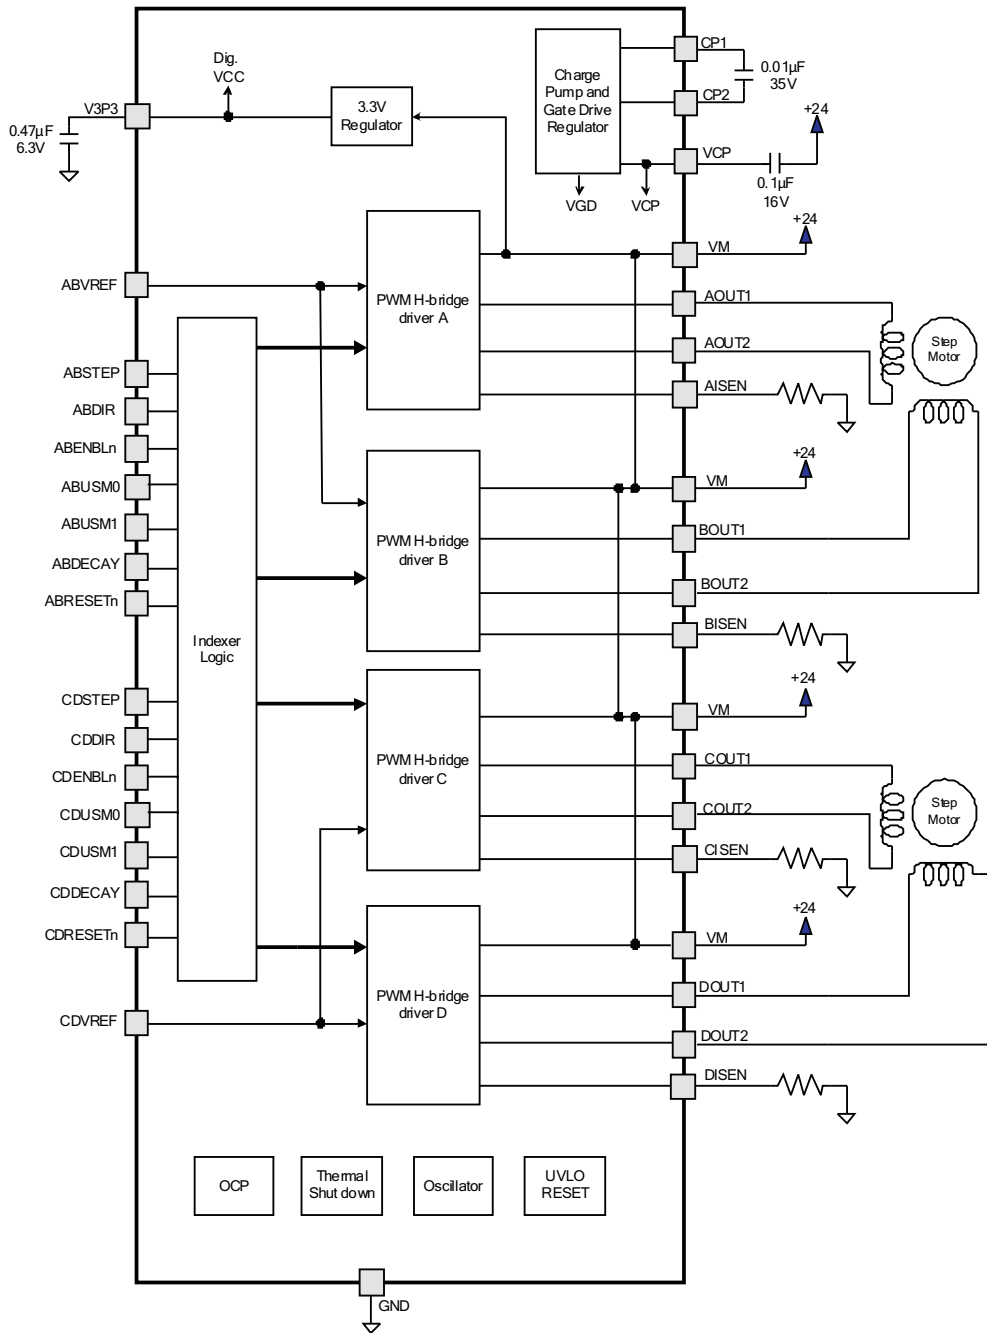 Dig.
VCC
V3P3
0.47µF
6.3V
3.3V
Regulator
Charge
Pump and
Gate Drive
Regulator
CP1
0.01µF
35V
CP2
+24
VCP
0.1µF
16V
VGD
VCP
+24
VM
ABVREF
PWM H-bridge
driver A
AOUT1
AOUT2
Step
Motor
AISEN
ABSTEP
ABDIR
ABENBLn
ABUSM0
ABUSM1
ABDECAY
ABRESETn
+24
VM
PWM H-bridge
driver B
BOUT1
BOUT2
BISEN
Indexer
Logic
CDSTEP
CDDIR
CDENBLn
CDUSM0
CDUSM1
CDDECAY
CDRESETn
+24
VM
PWM H-bridge
driver C
COUT1
COUT2
Step
Motor
CISEN
+24
VM
PWM H-bridge
driver D
DOUT1
CDVREF
DOUT2
DISEN
OCP
Thermal
Shut down
Oscillator
UVLO
RESET
GND